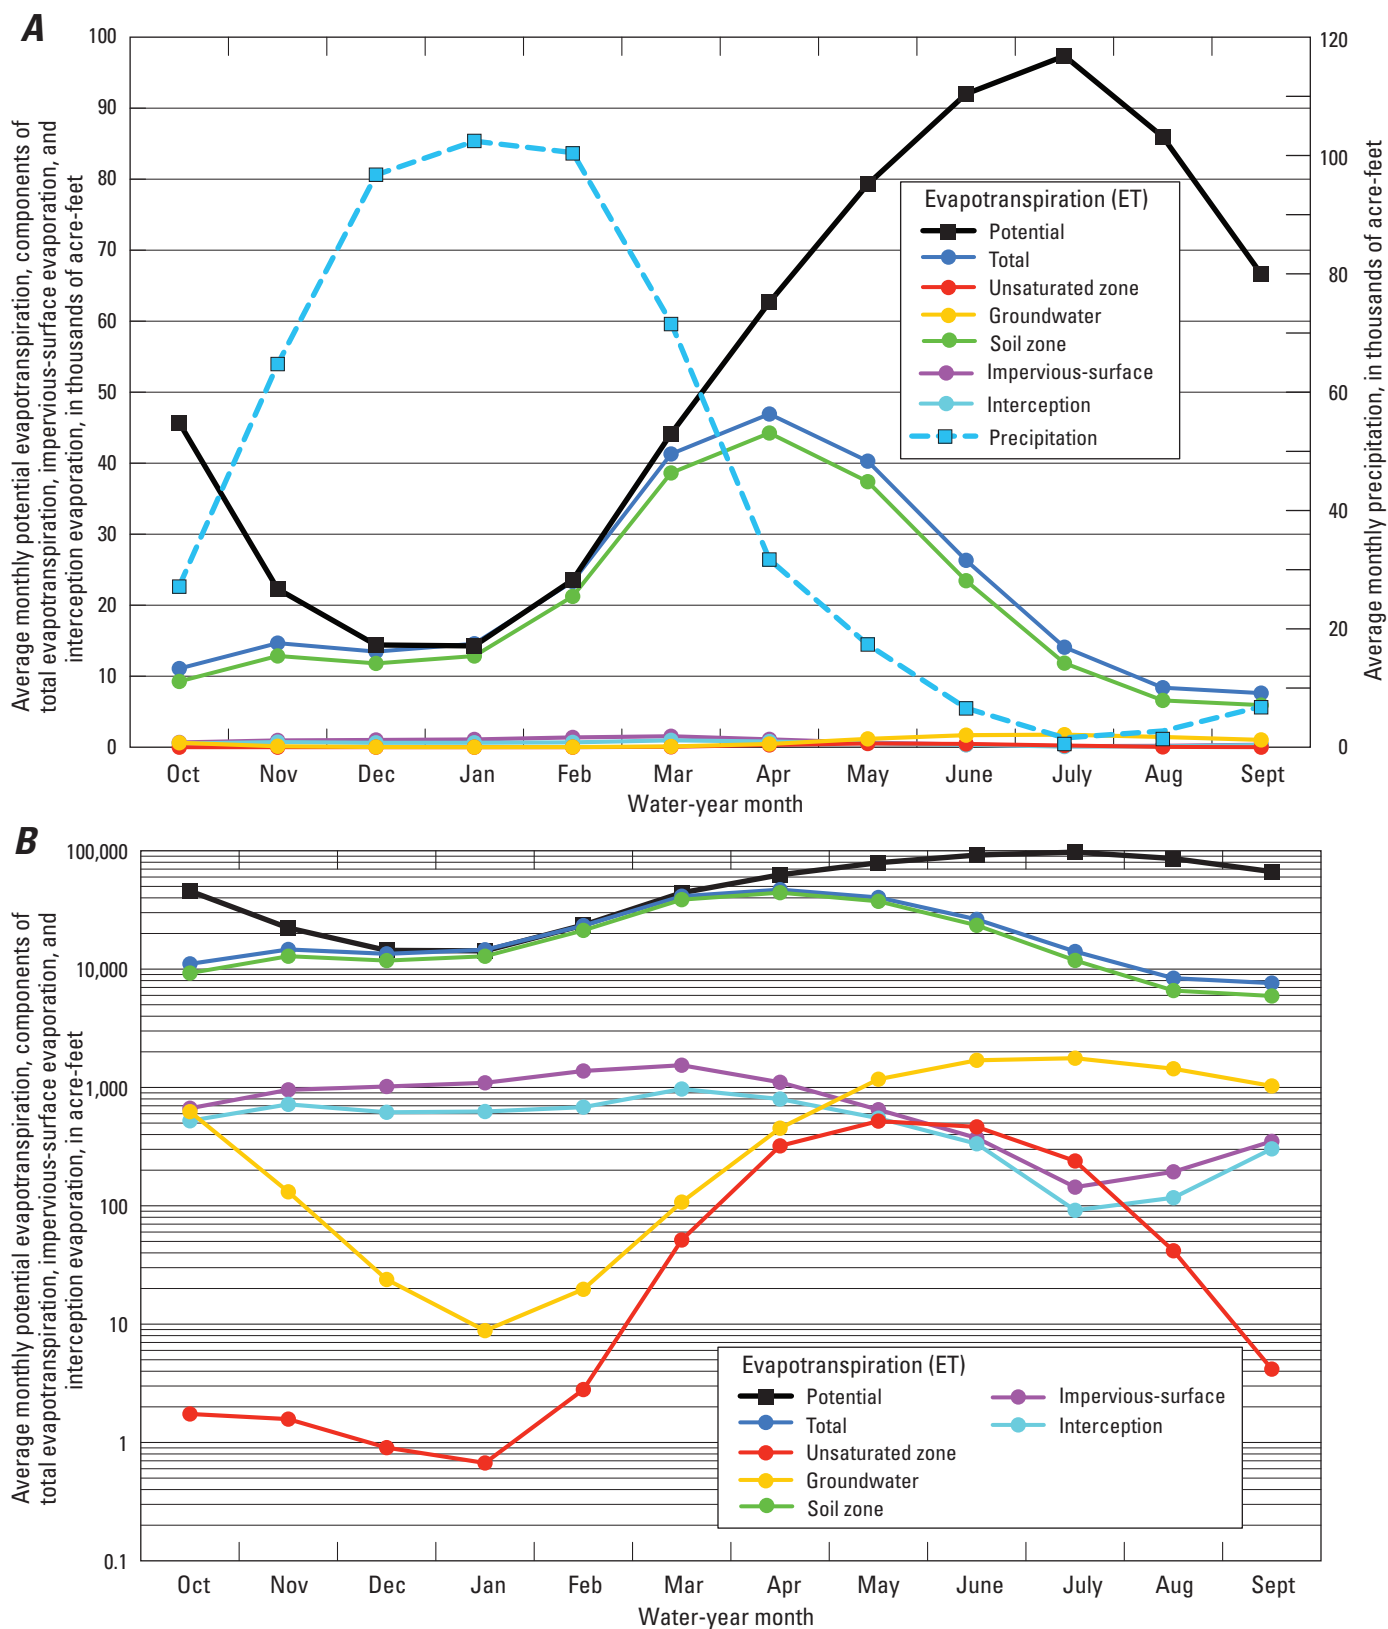 A
Average monthly potential evapotranspiration, components of
total evapotranspiration, impervious-surface evaporation, and
interception evaporation, in thousands of acre-feet
100
90
80
70
60
50
40
30
20
10
0
120
100
80
60
40
20
0
Average monthly precipitation, in thousands of acre-feet
Evapotranspiration (ET)
Potential
Total
Unsaturated zone
Groundwater
Soil zone
Impervious-surface
Interception
Precipitation
Oct Nov Dec Jan Feb Mar Apr May June July Aug Sept
Water-year month
B
Average monthly potential evapotranspiration, components of
total evapotranspiration, impervious-surface evaporation, and
interception evaporation, in acre-feet
100,000
10,000
1,000
100
10
1
0.1
Evapotranspiration (ET)
Potential
Total
Unsaturated zone
Groundwater
Soil zone
Impervious-surface
Interception
Oct Nov Dec Jan Feb Mar Apr May June July Aug Sept
Water-year month